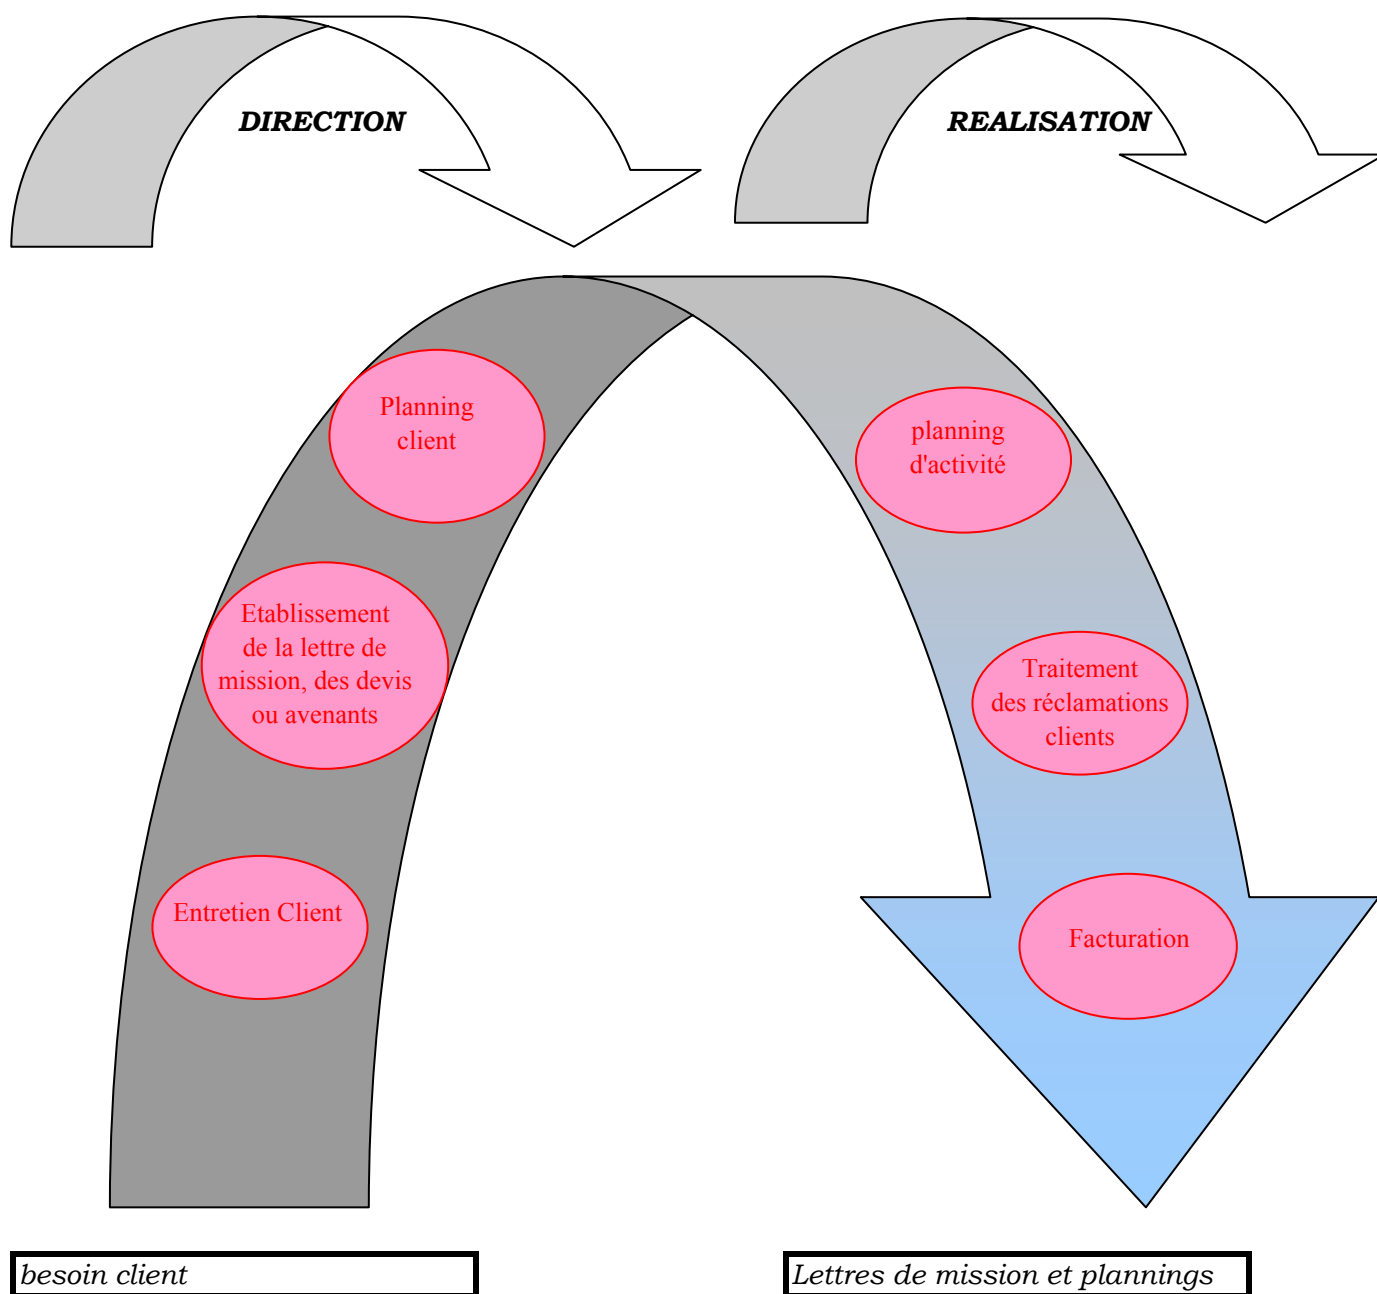 DIRECTION
REALISATION
Planning
client
planning
d'activité
Etablissement
de la lettre de
mission, des devis
ou avenants
Traitement
des réclamations
clients
Entretien Client
Facturation
besoin client
Lettres de mission et plannings